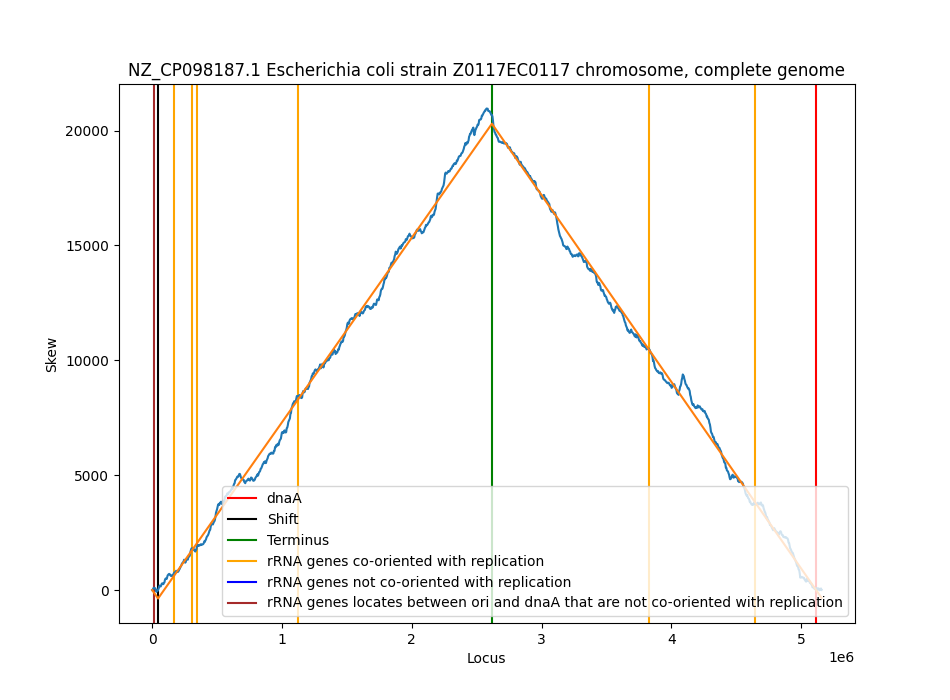 NZ_CP098187.1 Escherichia coli strain Z0117EC0117 chromosome, complete genome
Skew
20000
15000
10000
5000
0
dnaA
Shift
Terminus
rRNA genes co-oriented with replication
rRNA genes not co-oriented with replication
rRNA genes locates between ori and dnaA that are not co-oriented with replication
0 1 2 3 4 5
1e6
Locus